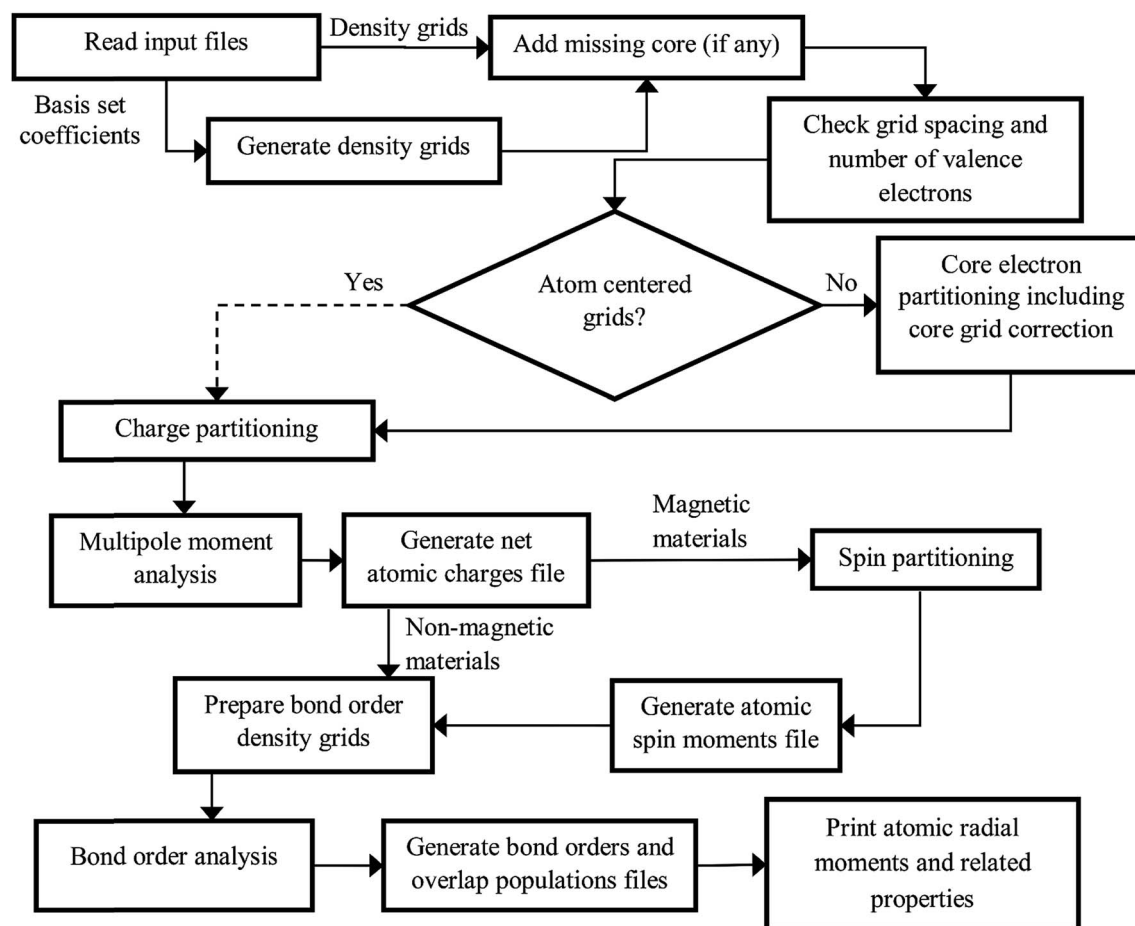 Read input files
Density grids
Add missing core (if any)
Basis set
coefficients
Generate density grids
Check grid spacing and
number of valence
electrons
Yes
Atom centered
grids?
No
Core electron
partitioning including
core grid correction
Charge partitioning
Multipole moment
analysis
Generate net
atomic charges file
Magnetic
materials
Spin partitioning
Non-magnetic
materials
Prepare bond order
density grids
Generate atomic
spin moments file
Bond order analysis
Generate bond orders and
overlap populations files
Print atomic radial
moments and related
properties